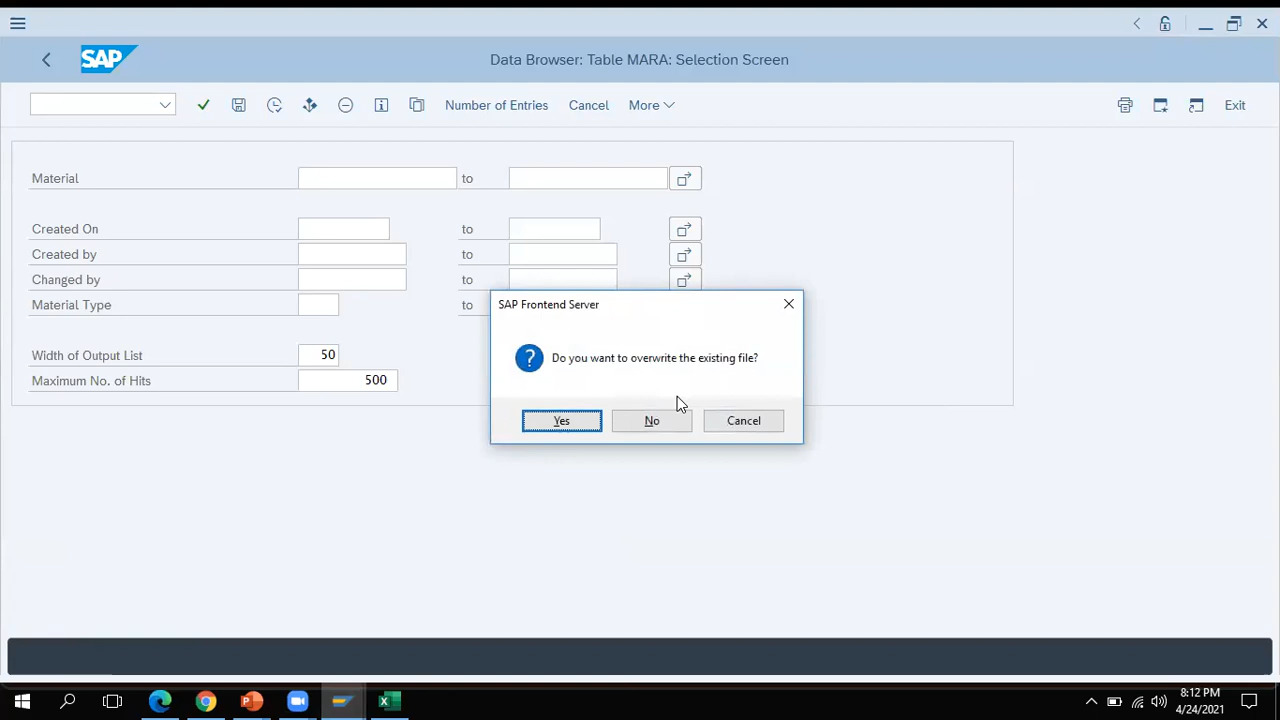 SAP
Data Browser: Table MARA: Selection Screen
Number of Entries
Cancel
More
Exit
Material
to
Created On
to
Created by
to
Changed by
to
Material Type
to
SAP Frontend Server
Do you want to overwrite the existing file?
Yes
No
Cancel
Width of Output List
50
Maximum No. of Hits
500
8:12 PM
4/24/2021